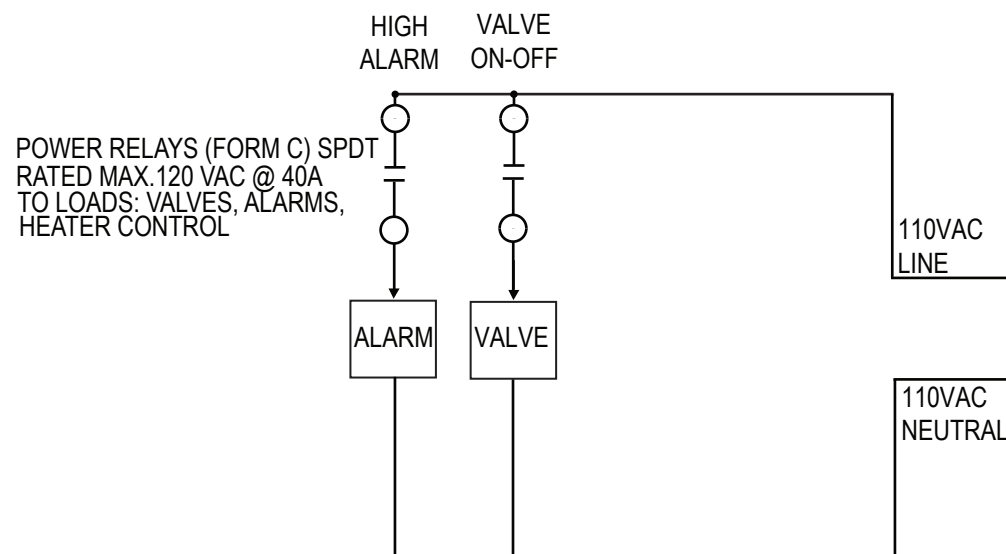 HIGH
ALARM
VALVE
ON-OFF
POWER RELAYS (FORM C) SPDT
RATED MAX.120 VAC @ 40A
TO LOADS: VALVES, ALARMS,
HEATER CONTROL
110VAC
LINE
ALARM
VALVE
110VAC
NEUTRAL